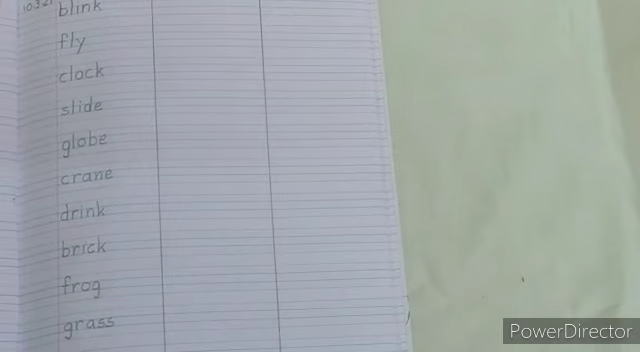 blink
fly
clock
slide
globe
crane
drink
brick
frog
grass
PowerDirector